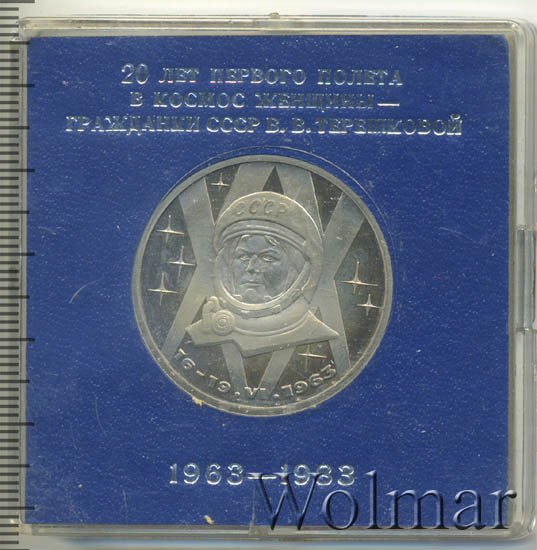 20 ЛЕТ ПЕРВОГО ПОЛЕТА
В КОСМОС ЖЕНЩИНЫ—
ГРАЖДАНКИ СССР В. В. ТЕРЕШКОВОЙ
СССР
16-19.VI.1963
1963—1983
Wolmar